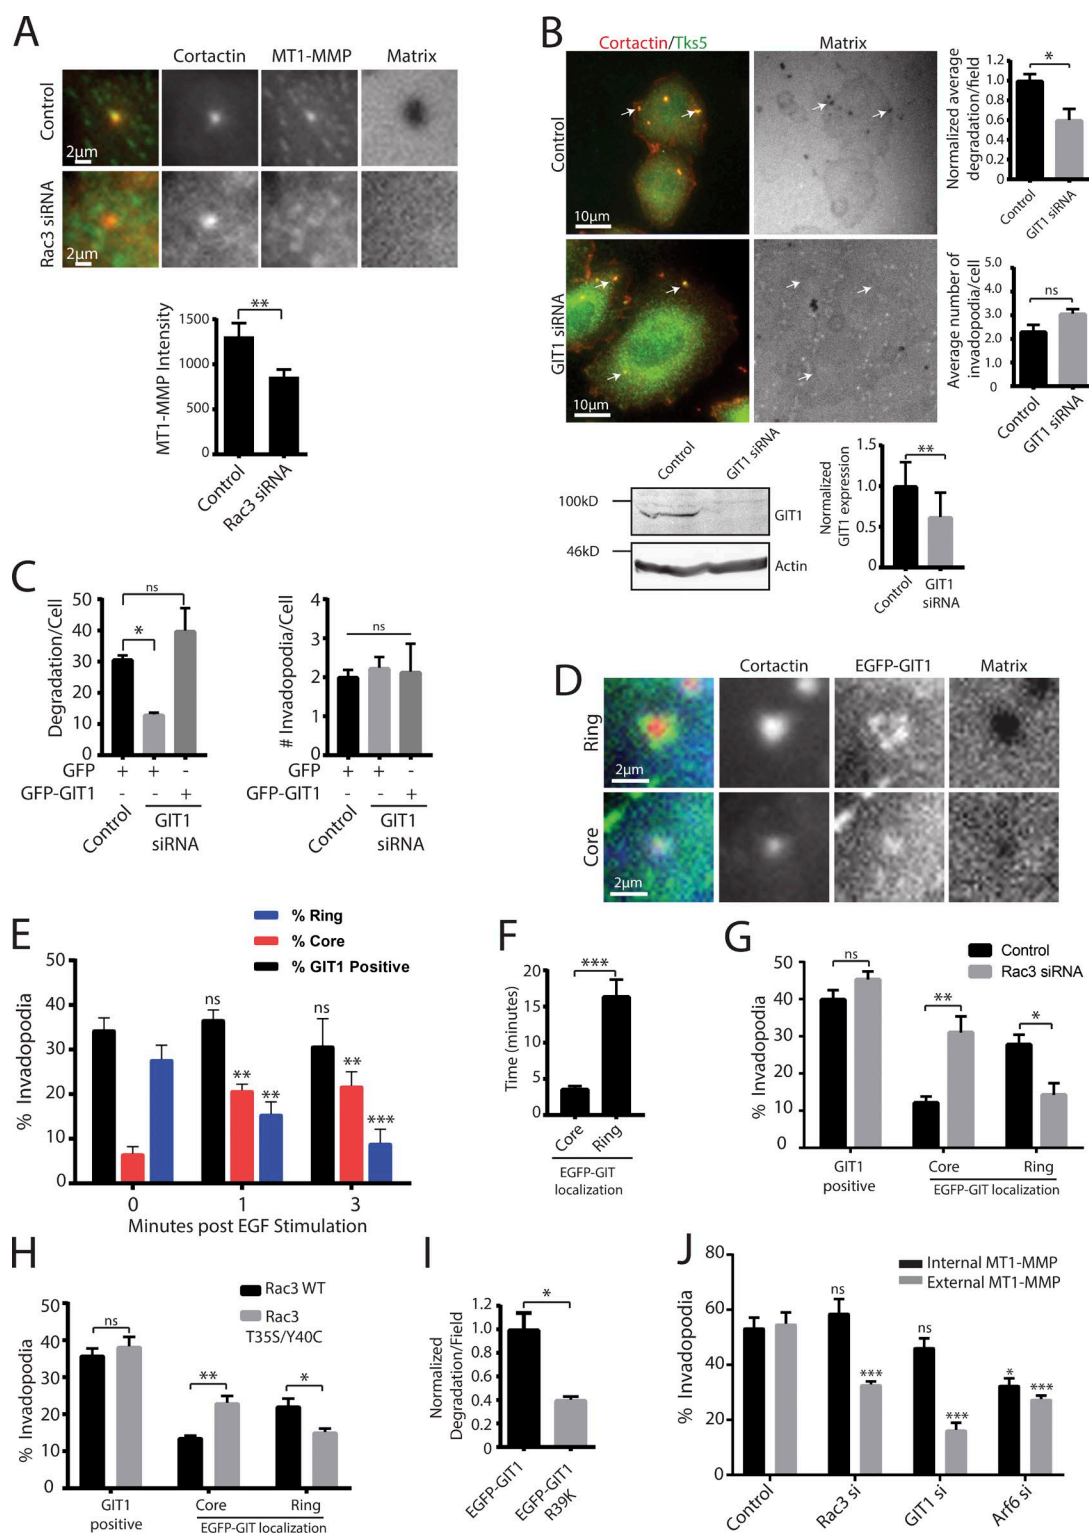 A
Cortactin MT1-MMP Matrix
Control
2μm
Rac3 siRNA
2μm
MT1-MMP Intensity
1500
1000
500
0
**
Control
Rac3 siRNA
B
Cortactin/Tks5 Matrix
Control
10μm
GIT1 siRNA
10μm
Normalized average
degradation/field
1.2
1.0
0.8
0.6
0.4
0.2
0
*
Control
GIT1 siRNA
Average number of
invadopodia/cell
5.0
4.0
3.0
2.0
1.0
0
ns
Control
GIT1 siRNA
Control
GIT1 siRNA
100kD
GIT1
46kD
Actin
Normalized
GIT1 expression
1.5
1.0
0.5
0
**
Control
GIT1
siRNA
C
Degradation/Cell
50
40
30
20
10
0
ns
*
GFP + + -
GFP-GIT1 - - +
Control
GIT1
siRNA
# Invadopodia/Cell
4
3
2
1
0
ns
GFP + + -
GFP-GIT1 - - +
Control
GIT1
siRNA
D
Cortactin EGFP-GIT1 Matrix
Ring
2μm
Core
2μm
E
% Ring
% Core
% GIT1 Positive
% Invadopodia
50
40
30
20
10
0
ns
**
**
ns
**
***
0 1 3
Minutes post EGF Stimulation
F
Time (minutes)
20
15
10
5
0
***
Core
Ring
EGFP-GIT
localization
G
Control
Rac3 siRNA
% Invadopodia
50
40
30
20
10
0
ns
**
*
GIT1
positive
Core Ring
EGFP-GIT localization
H
Rac3 WT
Rac3
T35S/Y40C
% Invadopodia
50
40
30
20
10
0
ns
**
*
GIT1
positive
Core Ring
EGFP-GIT localization
I
Normalized
Degradation/Field
1.2
1.0
0.8
0.6
0.4
0.2
0
*
EGFP-GIT1
EGFP-GIT1
R39K
J
Internal MT1-MMP
External MT1-MMP
% Invadopodia
80
60
40
20
0
ns
***
ns
***
*
***
Control
Rac3 si
GIT1 si
Arf6 si